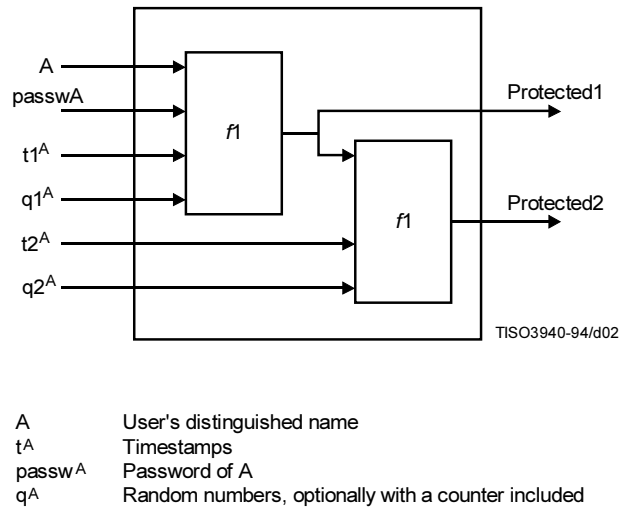 A
passwA
t1ᴬ
q1ᴬ
t2ᴬ
q2ᴬ
f1
f1
Protected1
Protected2
TISO3940-94/d02
A User's distinguished name
tᴬ Timestamps
passwᴬ Password of A
qᴬ Random numbers, optionally with a counter included